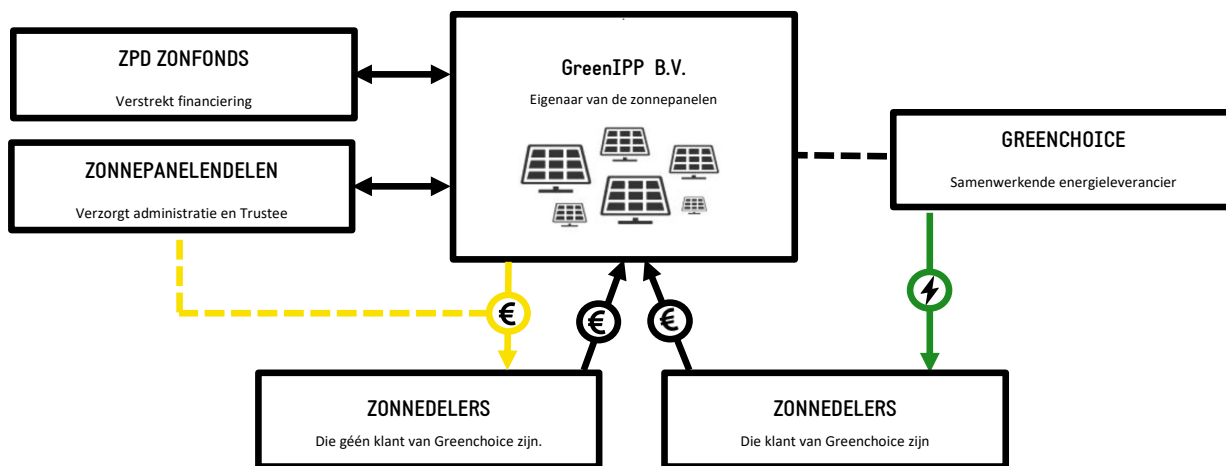 ZPD ZONFONDS
Verstrekt financiering
GreenIPP B.V.
Eigenaar van de zonnepanelen
ZONNEPANELENDELEN
Verzorgt administratie en Trustee
GREENCHOICE
Samenwerkende energieleverancier
€
€
€
ZONNEDELERS
Die géén klant van Greenchoice zijn.
ZONNEDELERS
Die klant van Greenchoice zijn